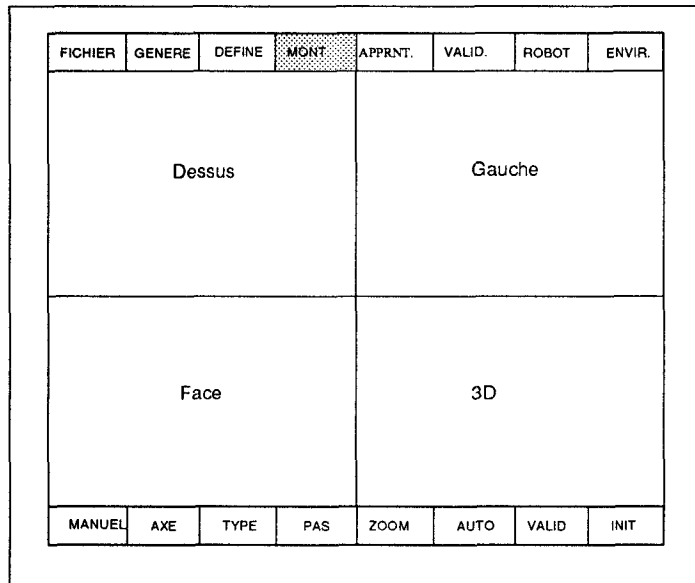 FICHIER GENERE DEFINE MONT APPRNT. VALID. ROBOT ENVIR.
Dessus Gauche
Face 3D
MANUEL AXE TYPE PAS ZOOM AUTO VALID INIT